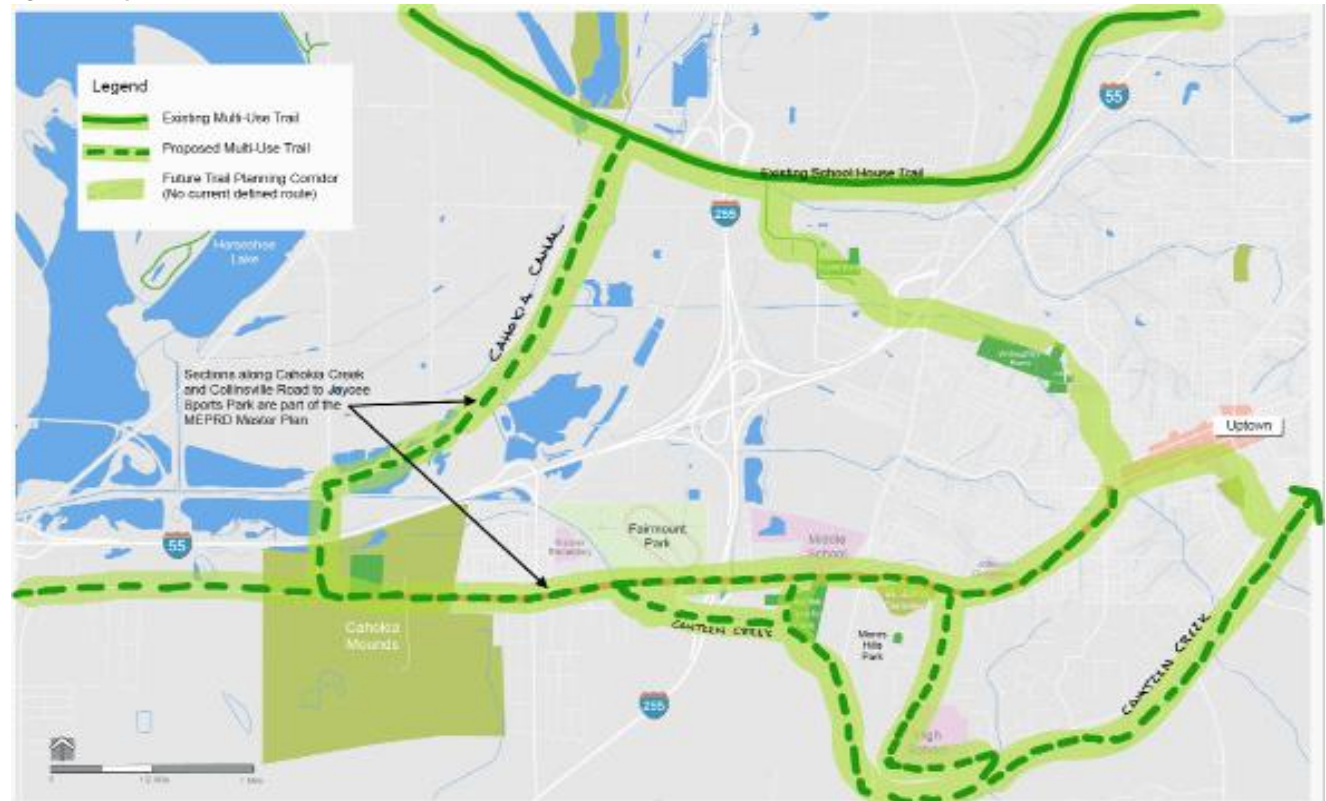 Legend
Existing Multi-Use Trail
Proposed Multi-Use Trail
Future Trail Planning Corridor
(No current defined route)
55
Existing School House Trail
255
Horseshoe
Lake
CAHOKIA CANAL
Sections along Cahokia Creek
and Collinsville Road to Jaycee
Sports Park are part of the
MEPRD Master Plan
Uptown
Fairmount
Park
Middle
School
55
Cahokia
Mounds
CANTEEN CREEK
Hills
Park
CANTEEN CREEK
255
High
0
1 Mile